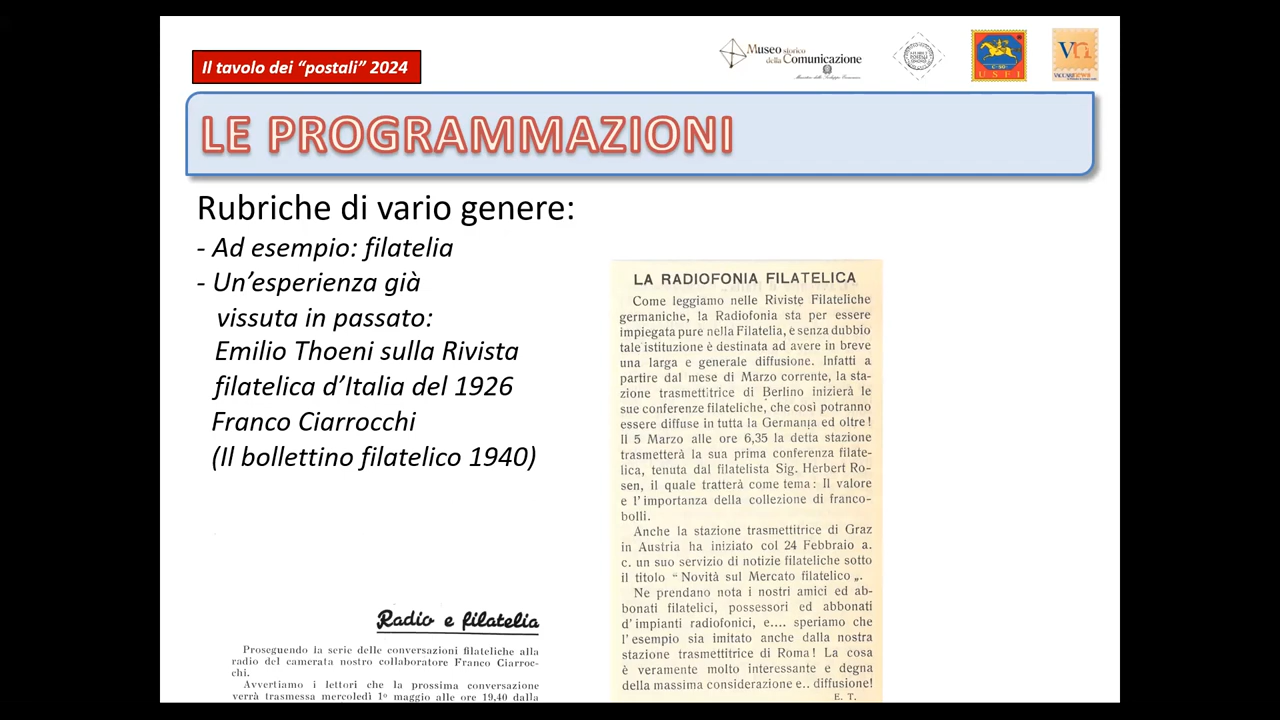 Il tavolo dei “postali” 2024
Museo storico
della Comunicazione
USFI
Vn
VACCARI NEWS
LE PROGRAMMAZIONI
Rubriche di vario genere:
- Ad esempio: filatelia
- Un’esperienza già
vissuta in passato:
Emilio Thoeni sulla Rivista
filatelica d’Italia del 1926
Franco Ciarrocchi
(Il bollettino filatelico 1940)
Radio e filatelia
Proseguendo la serie delle conversazioni filateliche alla
radio del camerata nostro collaboratore Franco Ciarroc-
chi.
Avvertiamo i lettori che la prossima conversazione
verrà trasmessa mercoledì 1º maggio alle ore 19,40 dalla
LA RADIOFONIA FILATELICA
Come leggiamo nelle Riviste Filateliche
germaniche, la Radiofonia sta per essere
impiegata pure nella Filatelia, e senza dubbio
tale istituzione è destinata ad avere in breve
una larga e generale diffusione. Infatti a
partire dal mese di Marzo corrente, la sta-
zione trasmettitrice di Berlino inizierà le
sue conferenze filateliche, che così potranno
essere diffuse in tutta la Germania ed oltre!
Il 5 Marzo alle ore 6,35 la detta stazione
trasmetterà la sua prima conferenza filate-
lica, tenuta dal filatelista Sig. Herbert Ro-
sen, il quale tratterà come tema: Il valore
e l’importanza della collezione di franco-
bolli.
Anche la stazione trasmettitrice di Graz
in Austria ha iniziato col 24 Febbraio a.
c. un suo servizio di notizie filateliche sotto
il titolo “ Novità sul Mercato filatelico „.
Ne prendano nota i nostri amici ed ab-
bonati filatelici, possessori ed abbonati
d’impianti radiofonici, e.... speriamo che
l’esempio sia imitato anche dalla nostra
stazione trasmettitrice di Roma! La cosa
è veramente molto interessante e degna
della massima considerazione e.. diffusione!
E. T.